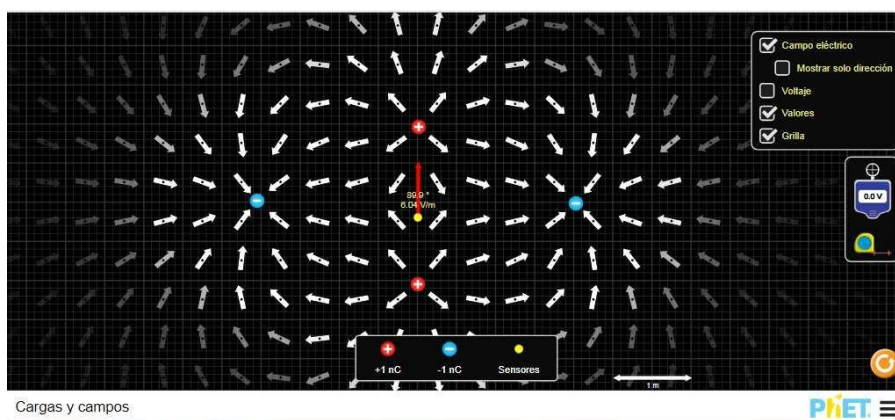 Campo eléctrico
Mostrar solo dirección
Voltaje
Valores
Grilla
89.9 °
6.04 V/m
0.0 V
+1 nC
-1 nC
Sensores
1 m
Cargas y campos
PhET